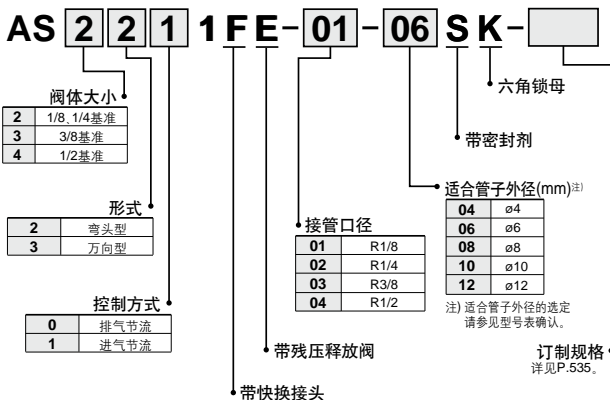 AS 2 2 1 1 F E-01-06 S K-
六角锁母
阀体大小
2 1/8、1/4基准
3 3/8基准
4 1/2基准
带密封剂
适合管子外径(mm)注)
04 ø4
06 ø6
08 ø8
10 ø10
12 ø12
注) 适合管子外径的选定
请参见型号表确认。
形式
2 弯头型
3 万向型
接管口径
01 R1/8
02 R1/4
03 R3/8
04 R1/2
控制方式
0 排气节流
1 进气节流
带残压释放阀
订制规格
详见P.535。
带快换接头